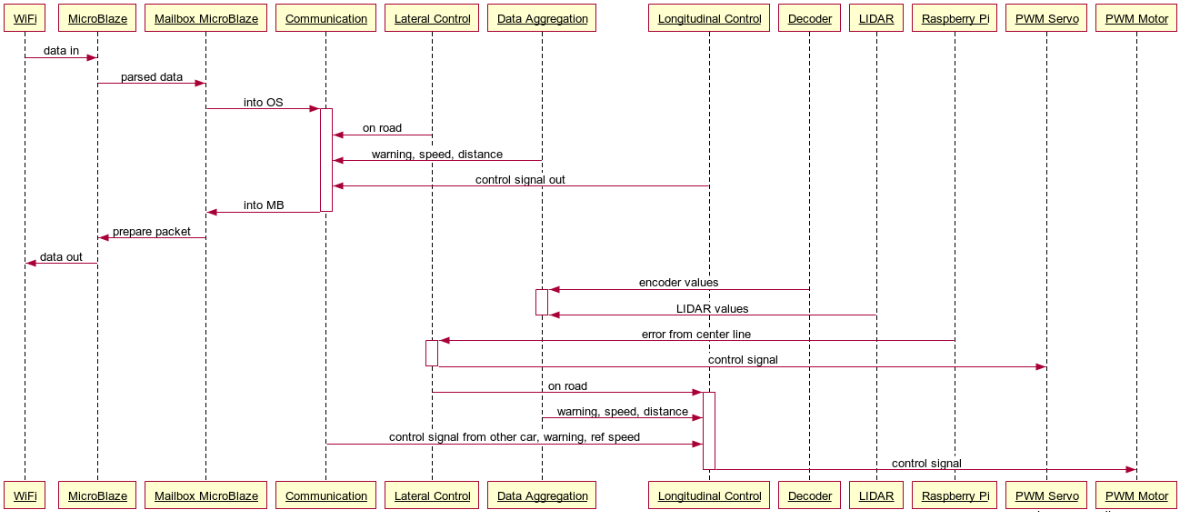 WiFi MicroBlaze Mailbox MicroBlaze Communication Lateral Control Data Aggregation Longitudinal Control Decoder LIDAR Raspberry Pi PWM Servo PWM Motor
data in
parsed data
into OS
on road
warning, speed, distance
control signal out
into MB
prepare packet
data out
encoder values
LIDAR values
error from center line
control signal
on road
warning, speed, distance
control signal from other car, warning, ref speed
control signal
WiFi MicroBlaze Mailbox MicroBlaze Communication Lateral Control Data Aggregation Longitudinal Control Decoder LIDAR Raspberry Pi PWM Servo PWM Motor